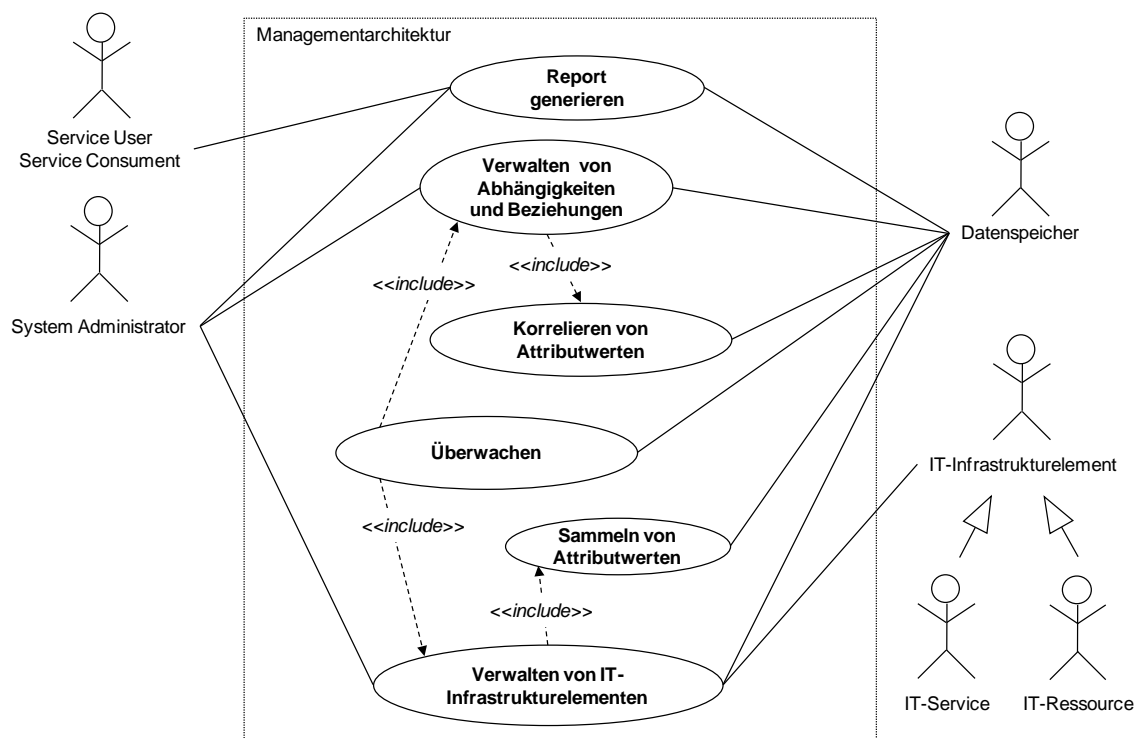 Managementarchitektur
Report
generieren
Service User
Service Consument
Verwalten von
Abhängigkeiten
und Beziehungen
Datenspeicher
<<include>>
<<include>>
System Administrator
Korrelieren von
Attributwerten
Überwachen
IT-Infrastrukturelement
<<include>>
Sammeln von
Attributwerten
<<include>>
Verwalten von IT-
Infrastrukturelementen
IT-Service
IT-Ressource